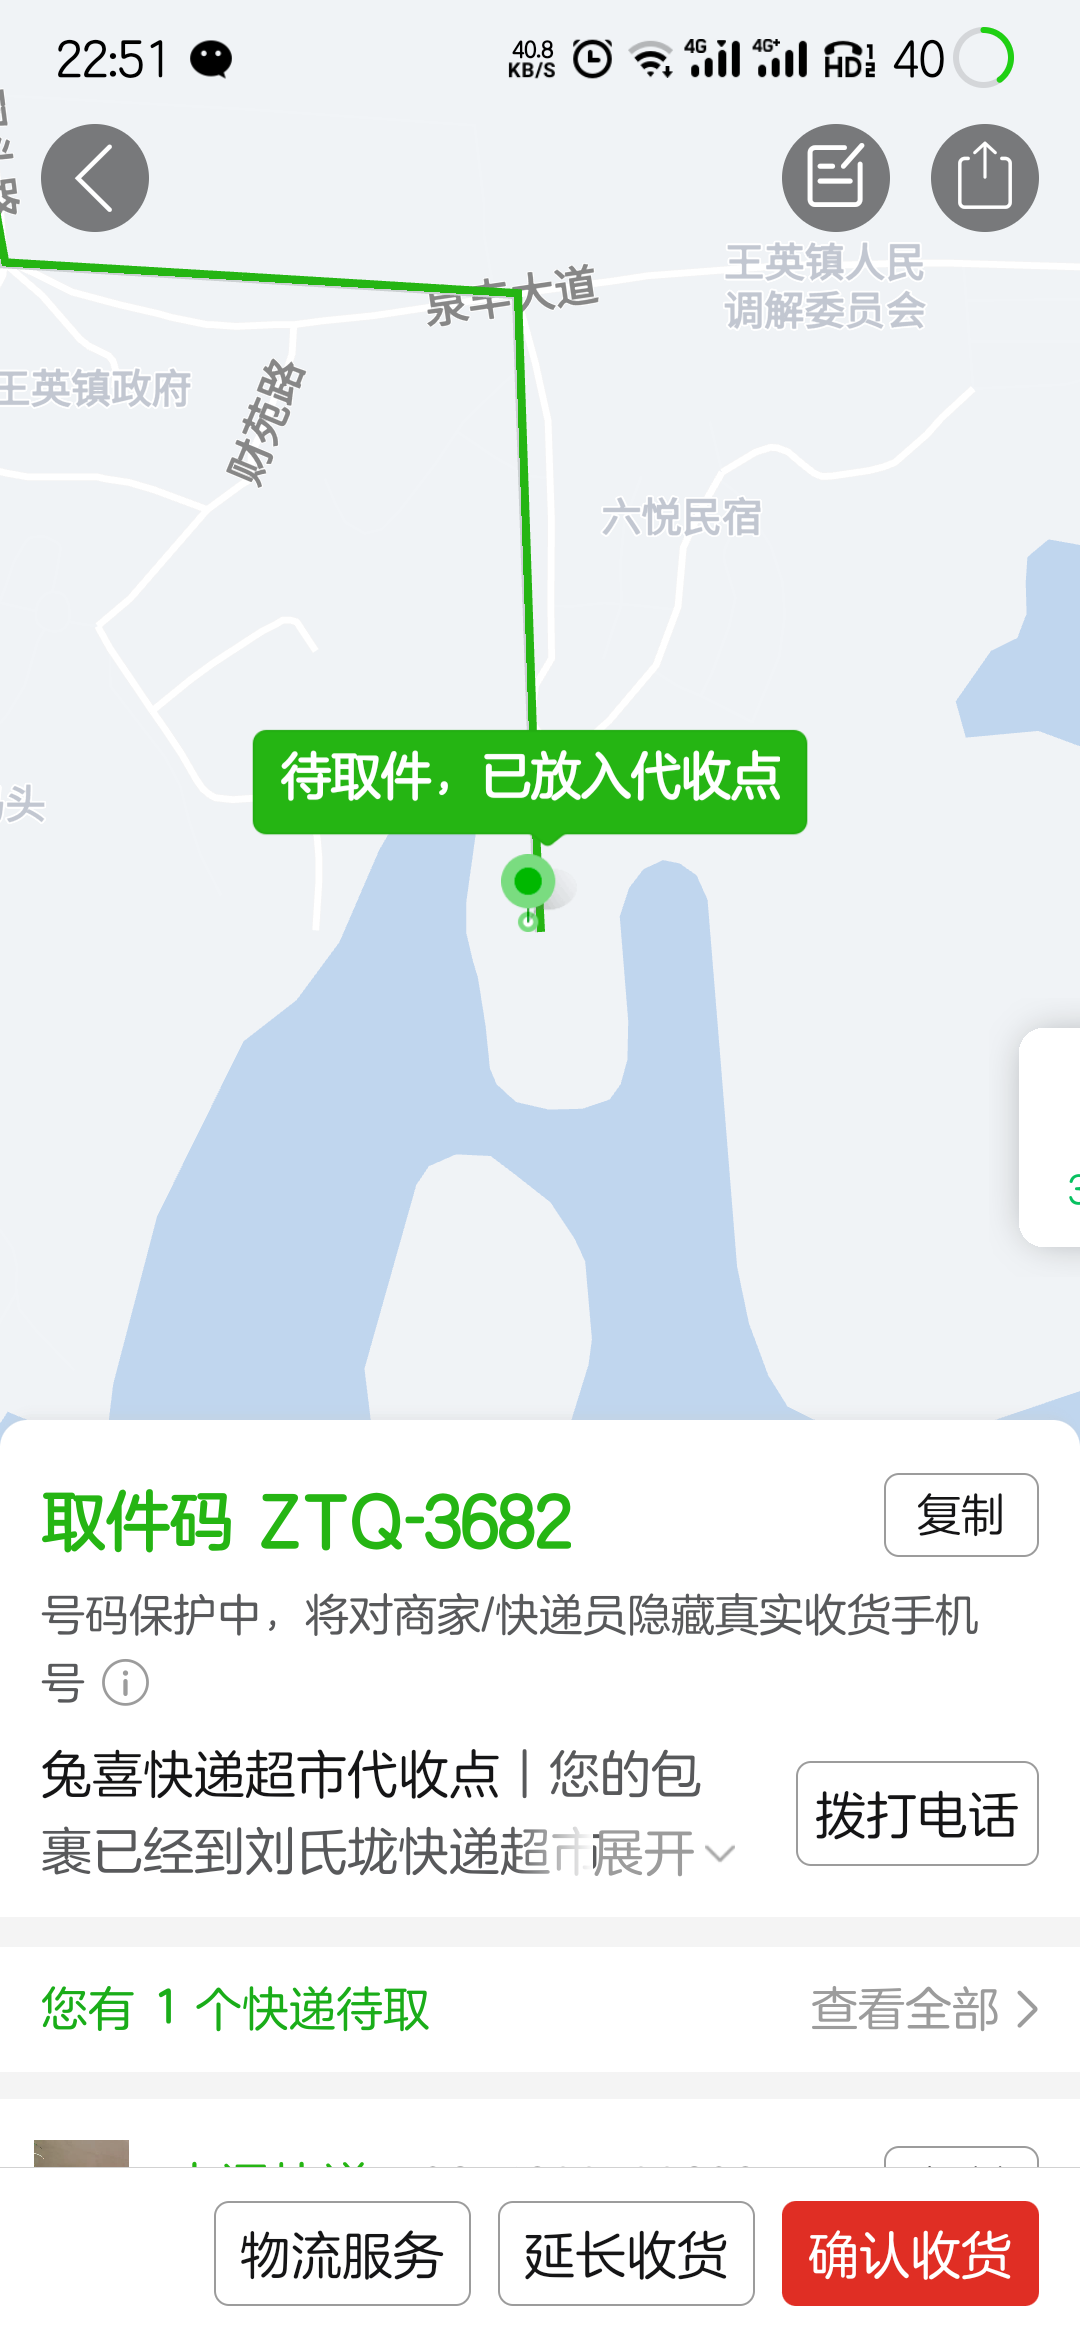 22:51
40.8
KB/S
4G
4G+
HD 1 2
40
王英镇人民
调解委员会
泉丰大道
王英镇政府
财苑路
六悦民宿
头
待取件，已放入代收点
3
取件码 ZTQ-3682
复制
号码保护中，将对商家/快递员隐藏真实收货手机
号
兔喜快递超市代收点｜您的包
裹已经到刘氏垅快递超市展开
拨打电话
您有 1 个快递待取
查看全部
物流服务
延长收货
确认收货